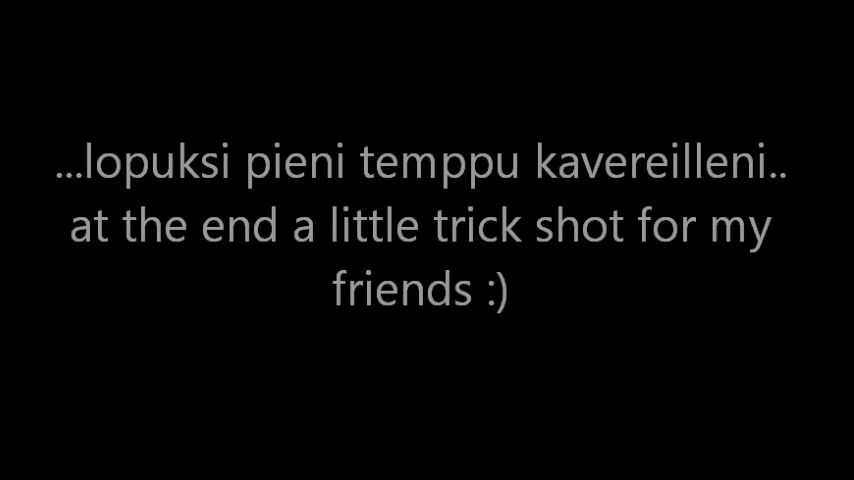 ...lopuksi pieni temppu kavereilleni..
at the end a little trick shot for my
friends :)